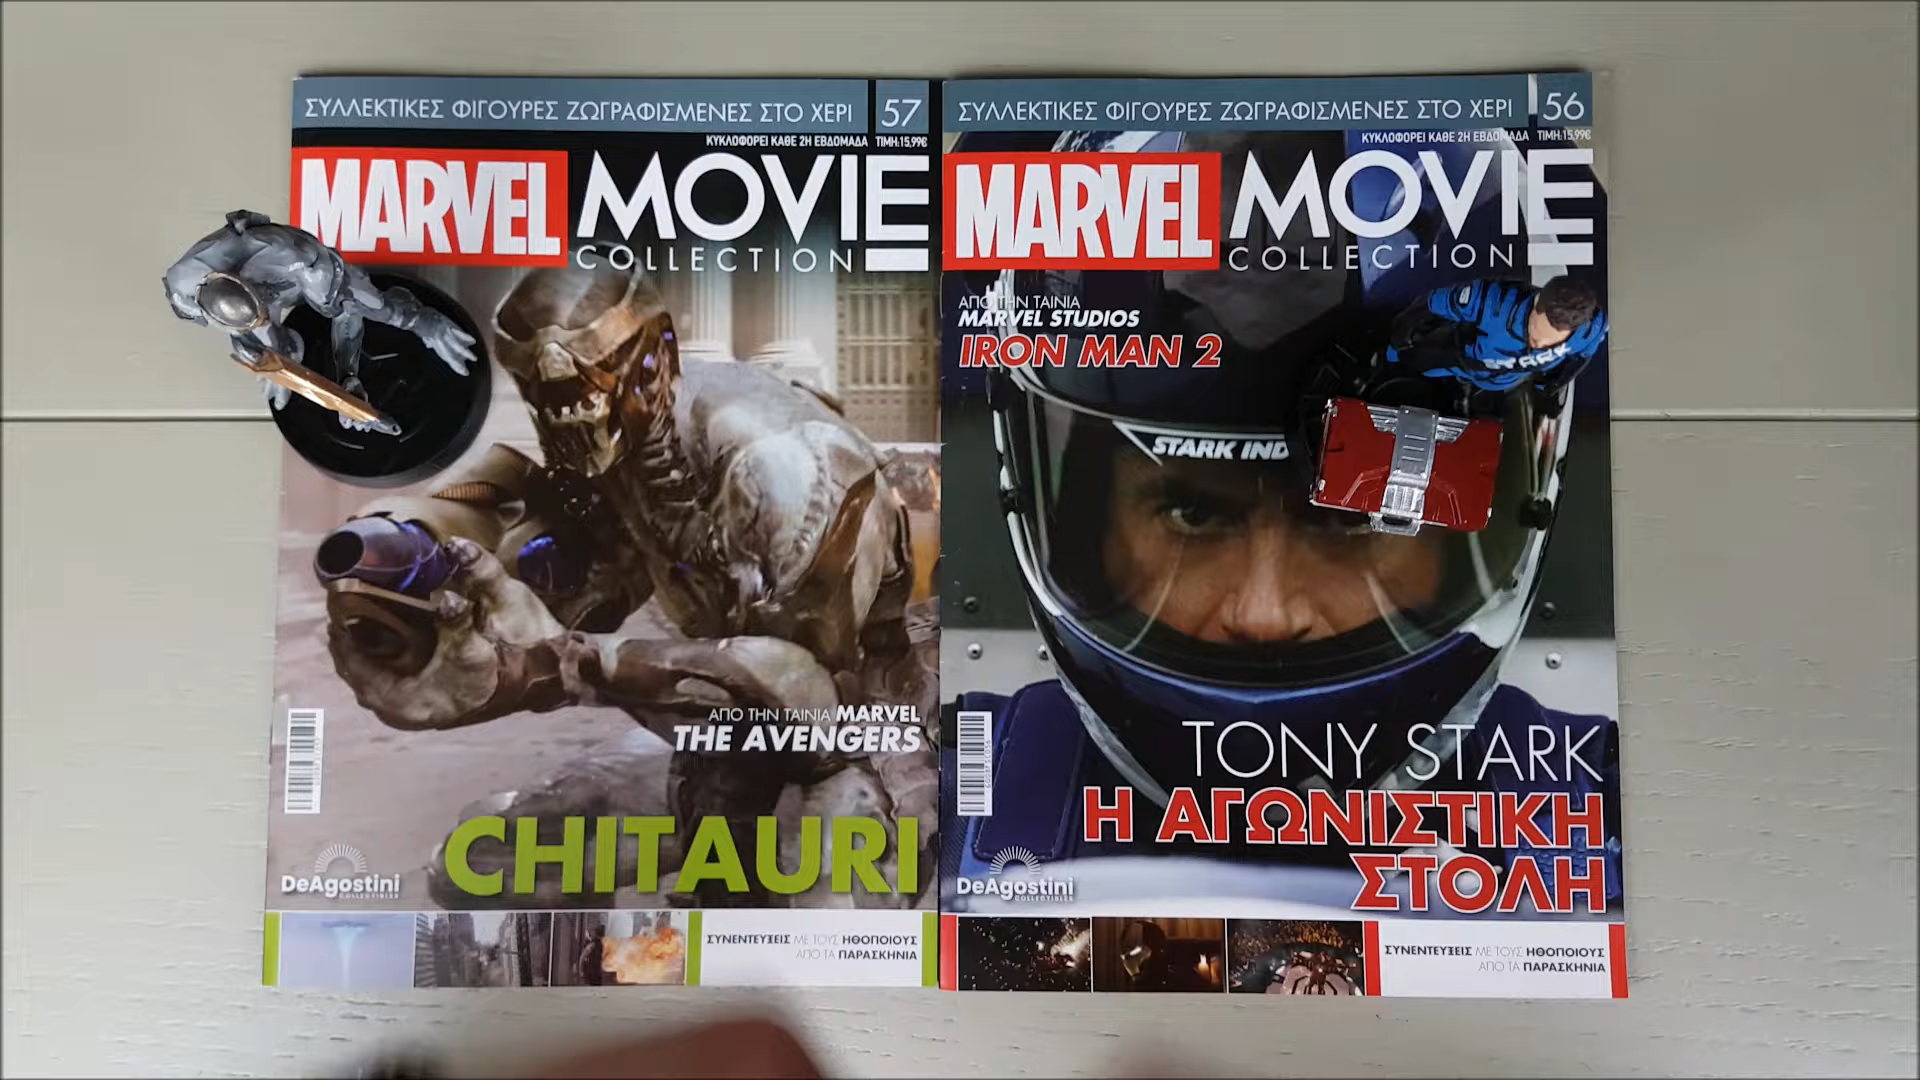 ΣΥΛΛΕΚΤΙΚΕΣ ΦΙΓΟΥΡΕΣ ΖΩΓΡΑΦΙΣΜΕΝΕΣ ΣΤΟ ΧΕΡΙ
57
ΚΥΚΛΟΦΟΡΕΙ ΚΑΘΕ 2Η ΕΒΔΟΜΑΔΑ
ΤΙΜΗ:15,99€
MARVEL MOVIE
COLLECTION
ΑΠΟ ΤΗΝ ΤΑΙΝΙΑ MARVEL
THE AVENGERS
CHITAURI
DeAgostini
COLLECTIBLES
ΣΥΝΕΝΤΕΥΞΕΙΣ ΜΕ ΤΟΥΣ ΗΘΟΠΟΙΟΥΣ
ΑΠΟ ΤΑ ΠΑΡΑΣΚΗΝΙΑ
ΣΥΛΛΕΚΤΙΚΕΣ ΦΙΓΟΥΡΕΣ ΖΩΓΡΑΦΙΣΜΕΝΕΣ ΣΤΟ ΧΕΡΙ
56
ΚΥΚΛΟΦΟΡΕΙ ΚΑΘΕ 2Η ΕΒΔΟΜΑΔΑ
ΤΙΜΗ:15,99€
MARVEL MOVIE
COLLECTION
ΑΠΟ ΤΗΝ ΤΑΙΝΙΑ
MARVEL STUDIOS
IRON MAN 2
STARK
STARK IND
TONY STARK
Η ΑΓΩΝΙΣΤΙΚΗ
ΣΤΟΛΗ
DeAgostini
COLLECTIBLES
ΣΥΝΕΝΤΕΥΞΕΙΣ ΜΕ ΤΟΥΣ ΗΘΟΠΟΙΟΥΣ
ΑΠΟ ΤΑ ΠΑΡΑΣΚΗΝΙΑ